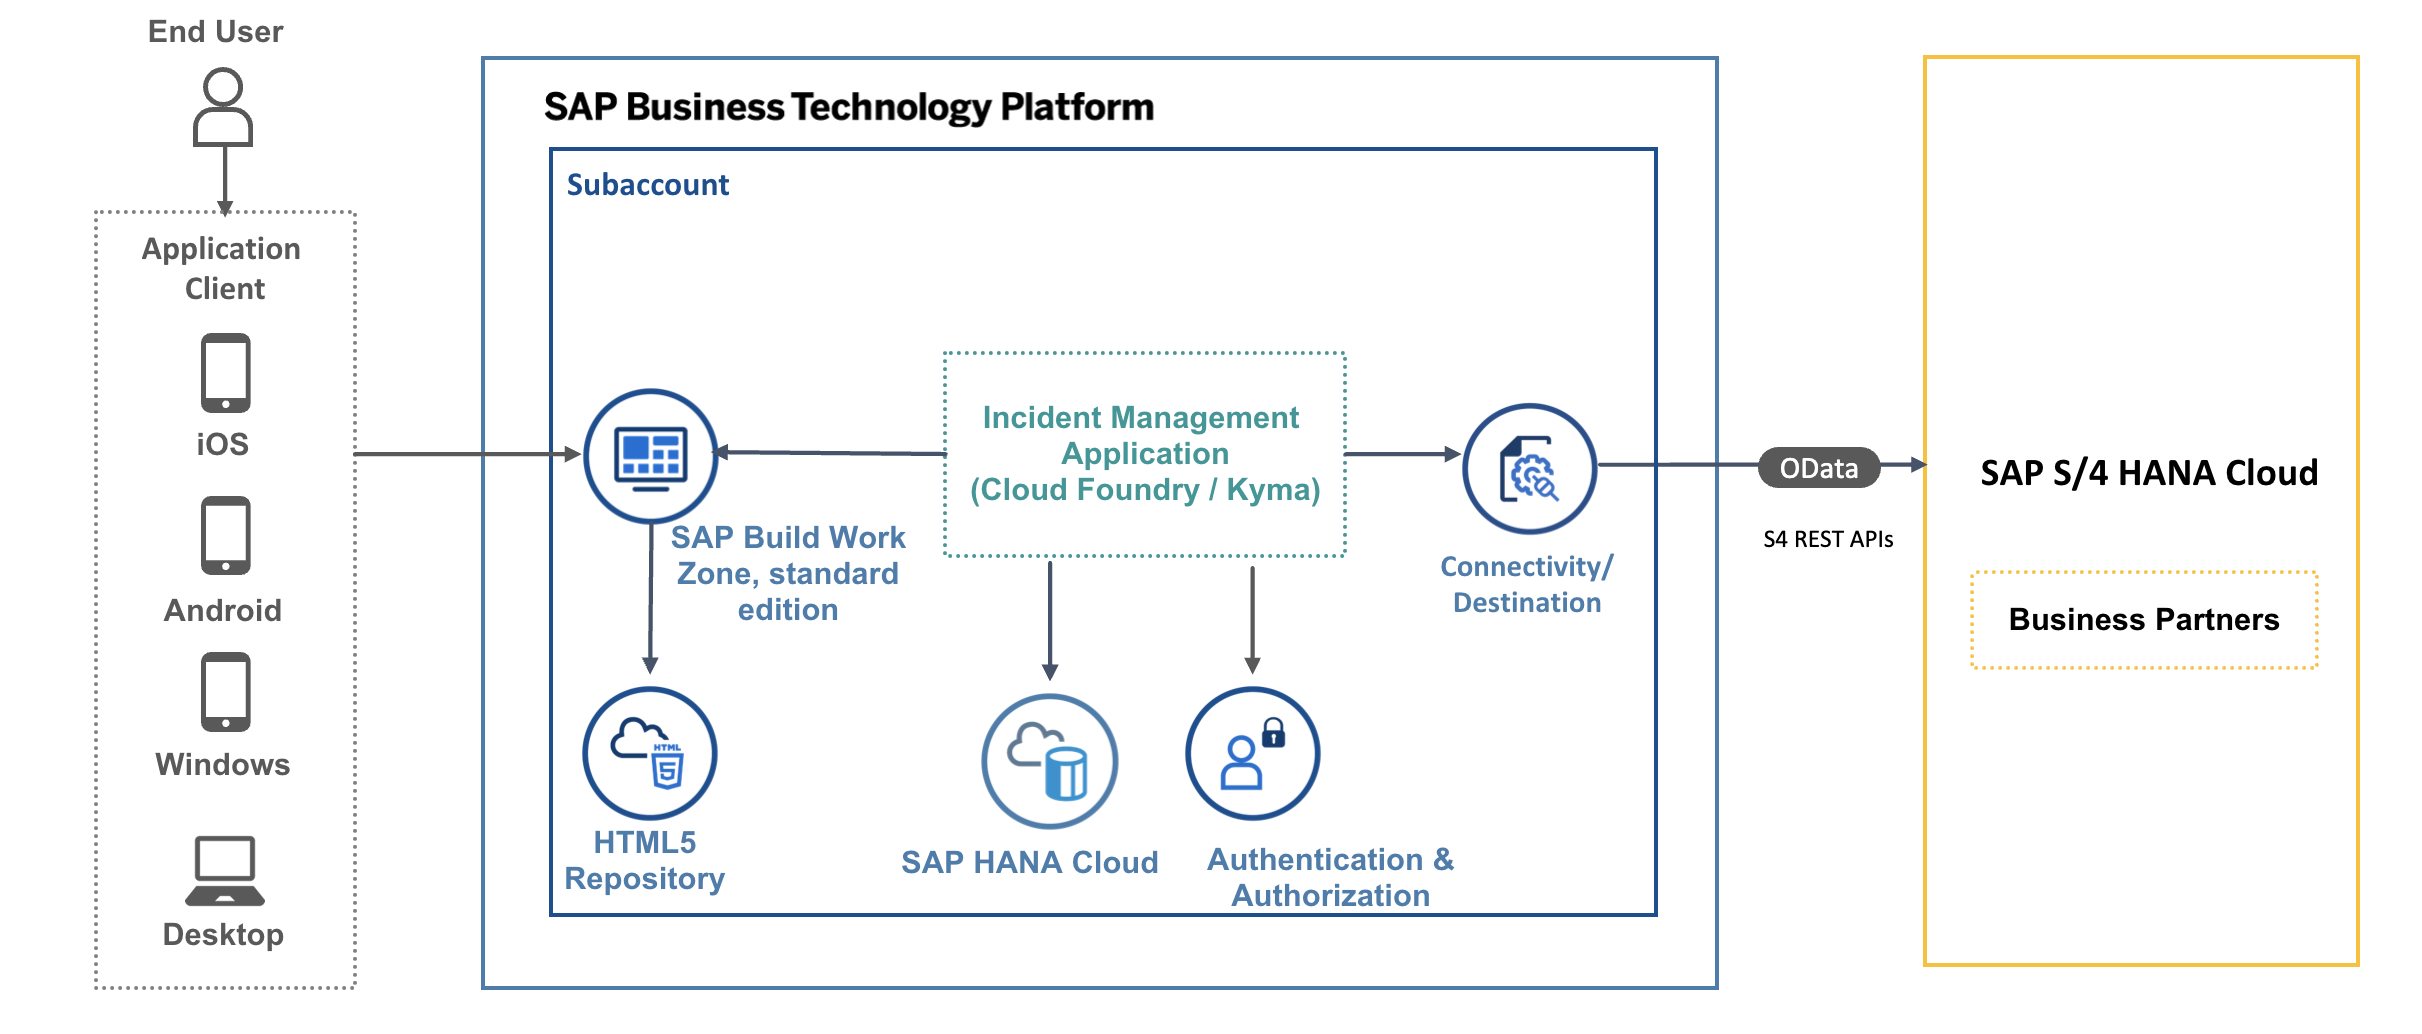 End User
Application
Client
iOS
Android
Windows
Desktop
SAP Business Technology Platform
Subaccount
SAP Build Work
Zone, standard
edition
HTML
5
HTML5
Repository
Incident Management
Application
(Cloud Foundry / Kyma)
SAP HANA Cloud
Authentication &
Authorization
Connectivity/
Destination
OData
S4 REST APIs
SAP S/4 HANA Cloud
Business Partners